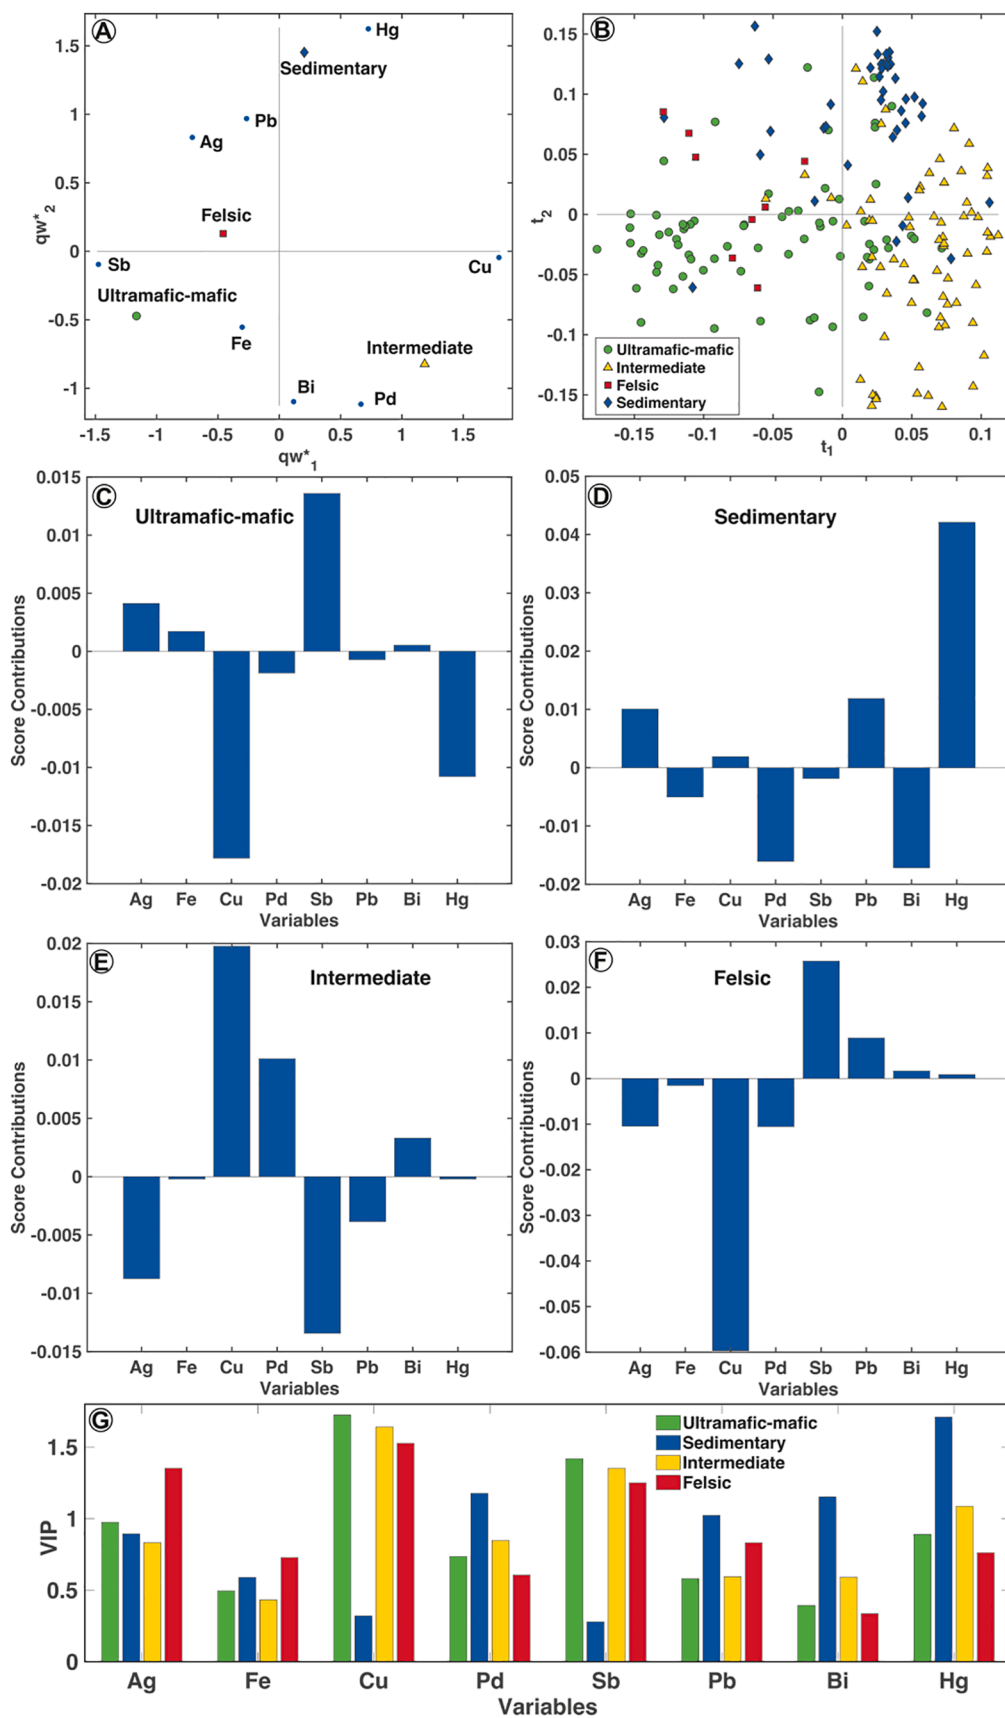 A
B
Hg
Sedimentary
Pb
Ag
Felsic
Sb
Cu
Ultramafic-mafic
Fe
Intermediate
Bi
Pd
1.5
1
0.5
0
-0.5
-1
qw*2
-1.5 -1 -0.5 0 0.5 1 1.5
qw*1
0.15
0.1
0.05
0
-0.05
-0.1
-0.15
t2
Ultramafic-mafic
Intermediate
Felsic
Sedimentary
-0.15 -0.1 -0.05 0 0.05 0.1
t1
C
Ultramafic-mafic
0.015
0.01
0.005
0
-0.005
-0.01
-0.015
-0.02
Score Contributions
Ag Fe Cu Pd Sb Pb Bi Hg
Variables
D
Sedimentary
0.05
0.04
0.03
0.02
0.01
0
-0.01
-0.02
Score Contributions
Ag Fe Cu Pd Sb Pb Bi Hg
Variables
E
Intermediate
0.02
0.015
0.01
0.005
0
-0.005
-0.01
-0.015
Score Contributions
Ag Fe Cu Pd Sb Pb Bi Hg
Variables
F
Felsic
0.03
0.02
0.01
0
-0.01
-0.02
-0.03
-0.04
-0.05
-0.06
Score Contributions
Ag Fe Cu Pd Sb Pb Bi Hg
Variables
G
Ultramafic-mafic
Sedimentary
Intermediate
Felsic
1.5
1
0.5
0
VIP
Ag Fe Cu Pd Sb Pb Bi Hg
Variables